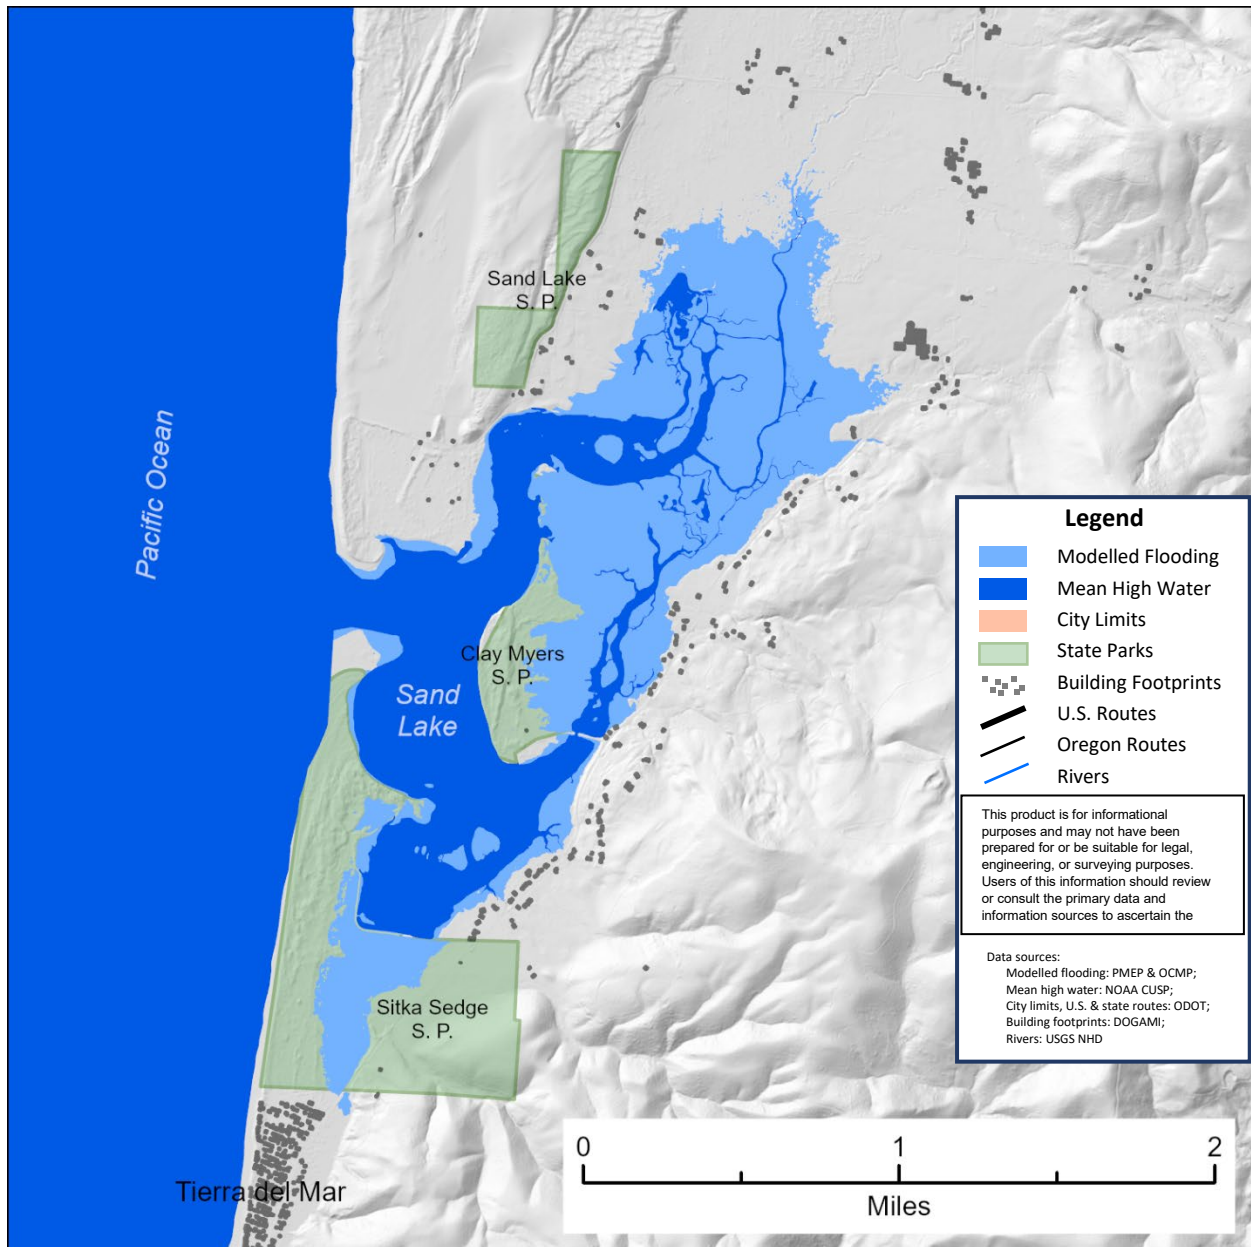 Sand Lake
S. P.
Pacific Ocean
Clay Myers
S. P.
Sand
Lake
Sitka Sedge
S. P.
Tierra del Mar
Legend
Modelled Flooding
Mean High Water
City Limits
State Parks
Building Footprints
U.S. Routes
Oregon Routes
Rivers
This product is for informational
purposes and may not have been
prepared for or be suitable for legal,
engineering, or surveying purposes.
Users of this information should review
or consult the primary data and
information sources to ascertain the
Data sources:
Modelled flooding: PMEP & OCMP;
Mean high water: NOAA CUSP;
City limits, U.S. & state routes: ODOT;
Building footprints: DOGAMI;
Rivers: USGS NHD
0 1 2
Miles